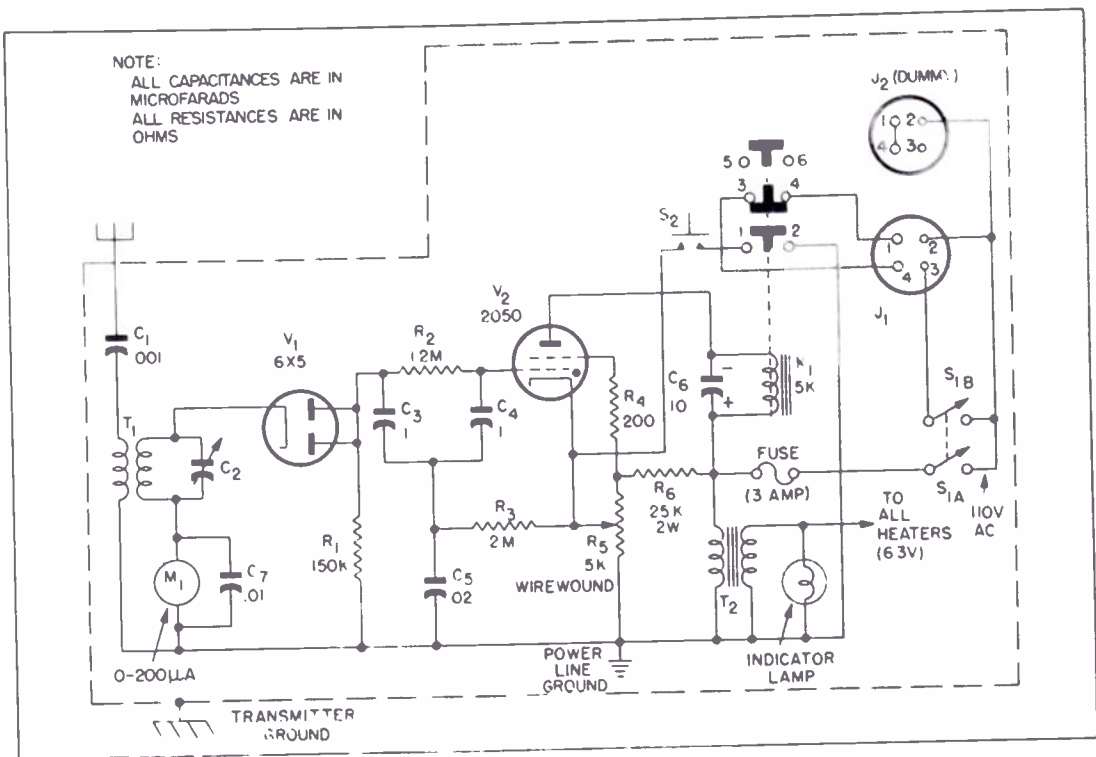 NOTE:
ALL CAPACITANCES ARE IN
MICROFARADS
ALL RESISTANCES ARE IN
OHMS
J2 (DUMMY)
1 2
4 3
5 6
3 4
S2
1 2
1 2
4 3
J1
C1
.001
V1
6X5
R2
12M
V2
2050
C3
.1
C4
.1
R4
200
C6
10
-
+
K1
5K
S1B
T1
C2
FUSE
(3 AMP)
S1A
110V
AC
R6
25K
2W
TO
ALL
HEATERS
(6.3V)
R3
2M
R1
150K
R5
5K
WIREWOUND
M1
C7
.01
C5
.02
T2
0-200µA
POWER
LINE
GROUND
INDICATOR
LAMP
TRANSMITTER
GROUND